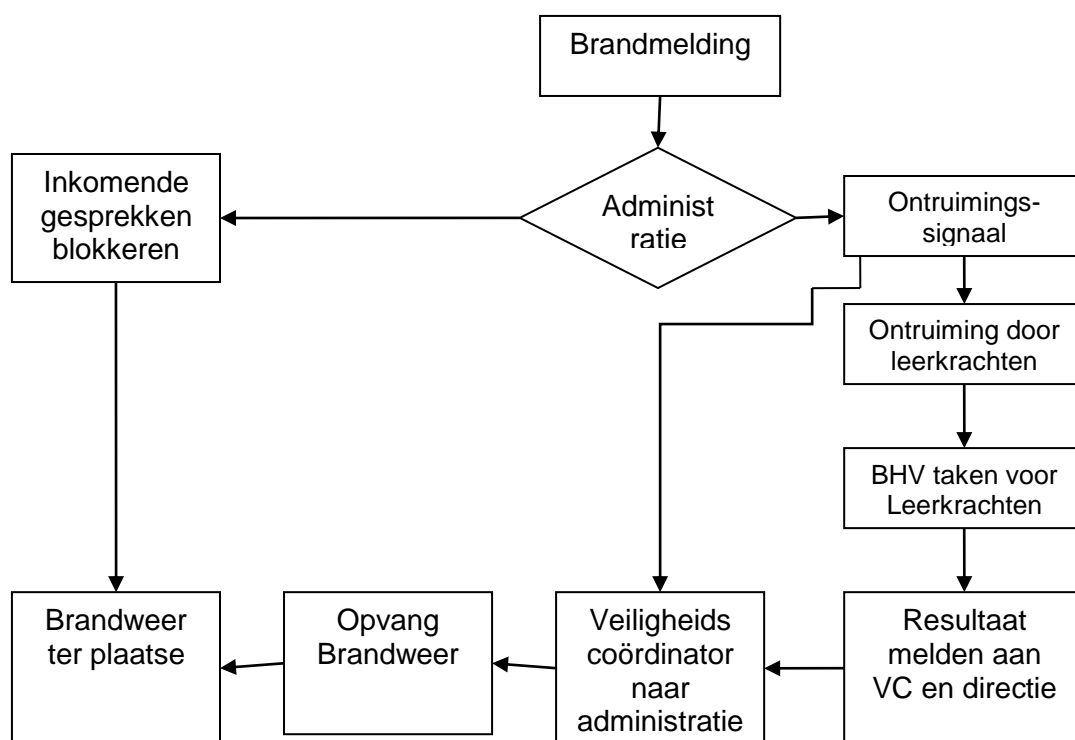 Brandmelding
Inkomende
gesprekken
blokkeren
Administ
ratie
Ontruimings-
signaal
Ontruiming door
leerkrachten
BHV taken voor
Leerkrachten
Brandweer
ter plaatse
Opvang
Brandweer
Veiligheids
coördinator
naar
administratie
Resultaat
melden aan
VC en directie